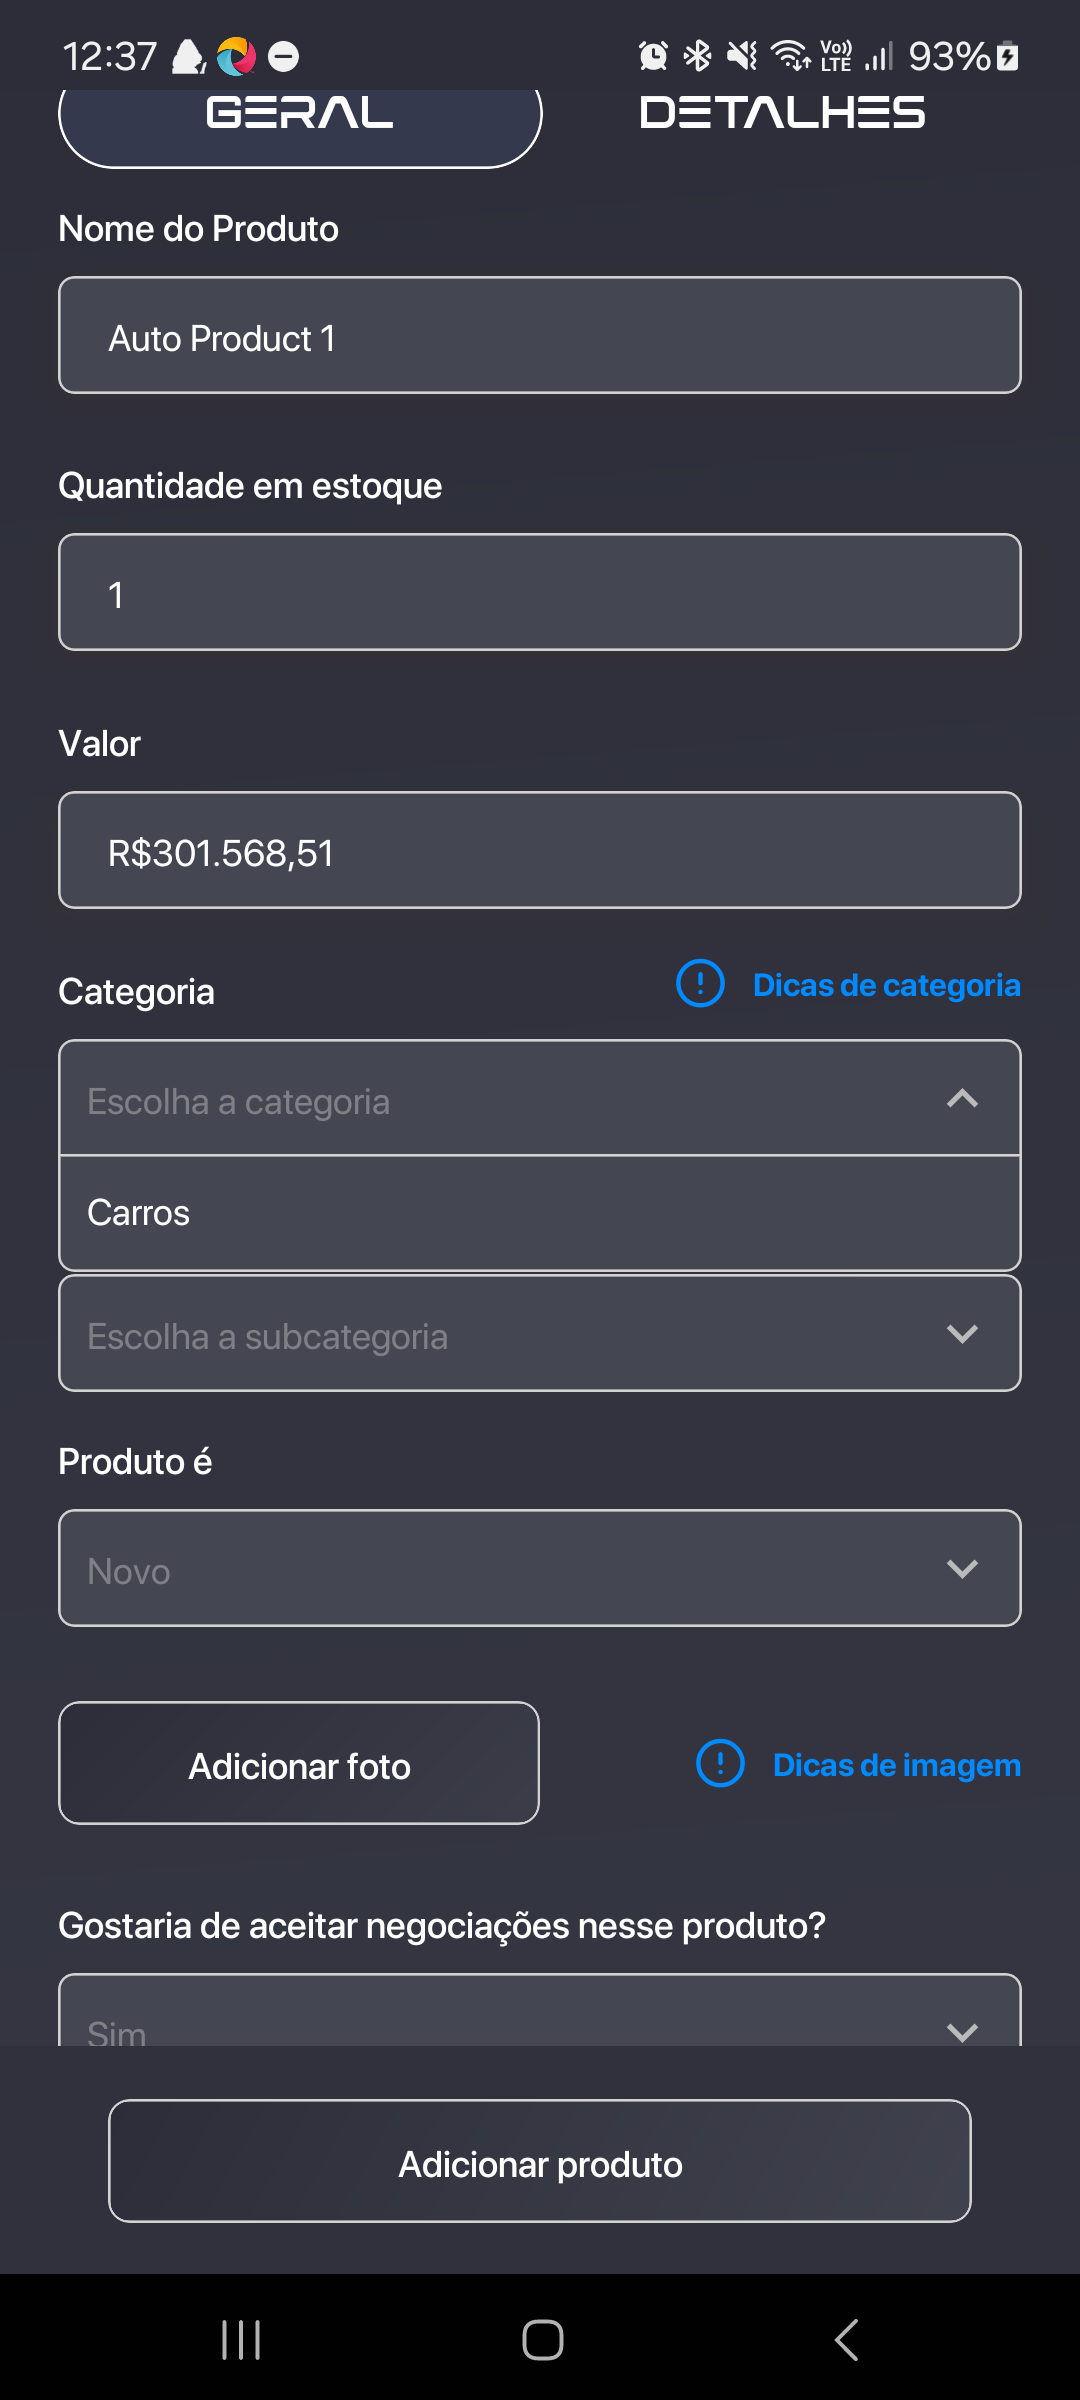 12:37
Vo)) LTE
93%
GERAL
DETALHES
Nome do Produto
Auto Product 1
Quantidade em estoque
1
Valor
R$301.568,51
Categoria
Dicas de categoria
Escolha a categoria
Carros
Escolha a subcategoria
Produto é
Novo
Adicionar foto
Dicas de imagem
Gostaria de aceitar negociações nesse produto?
Sim
Adicionar produto